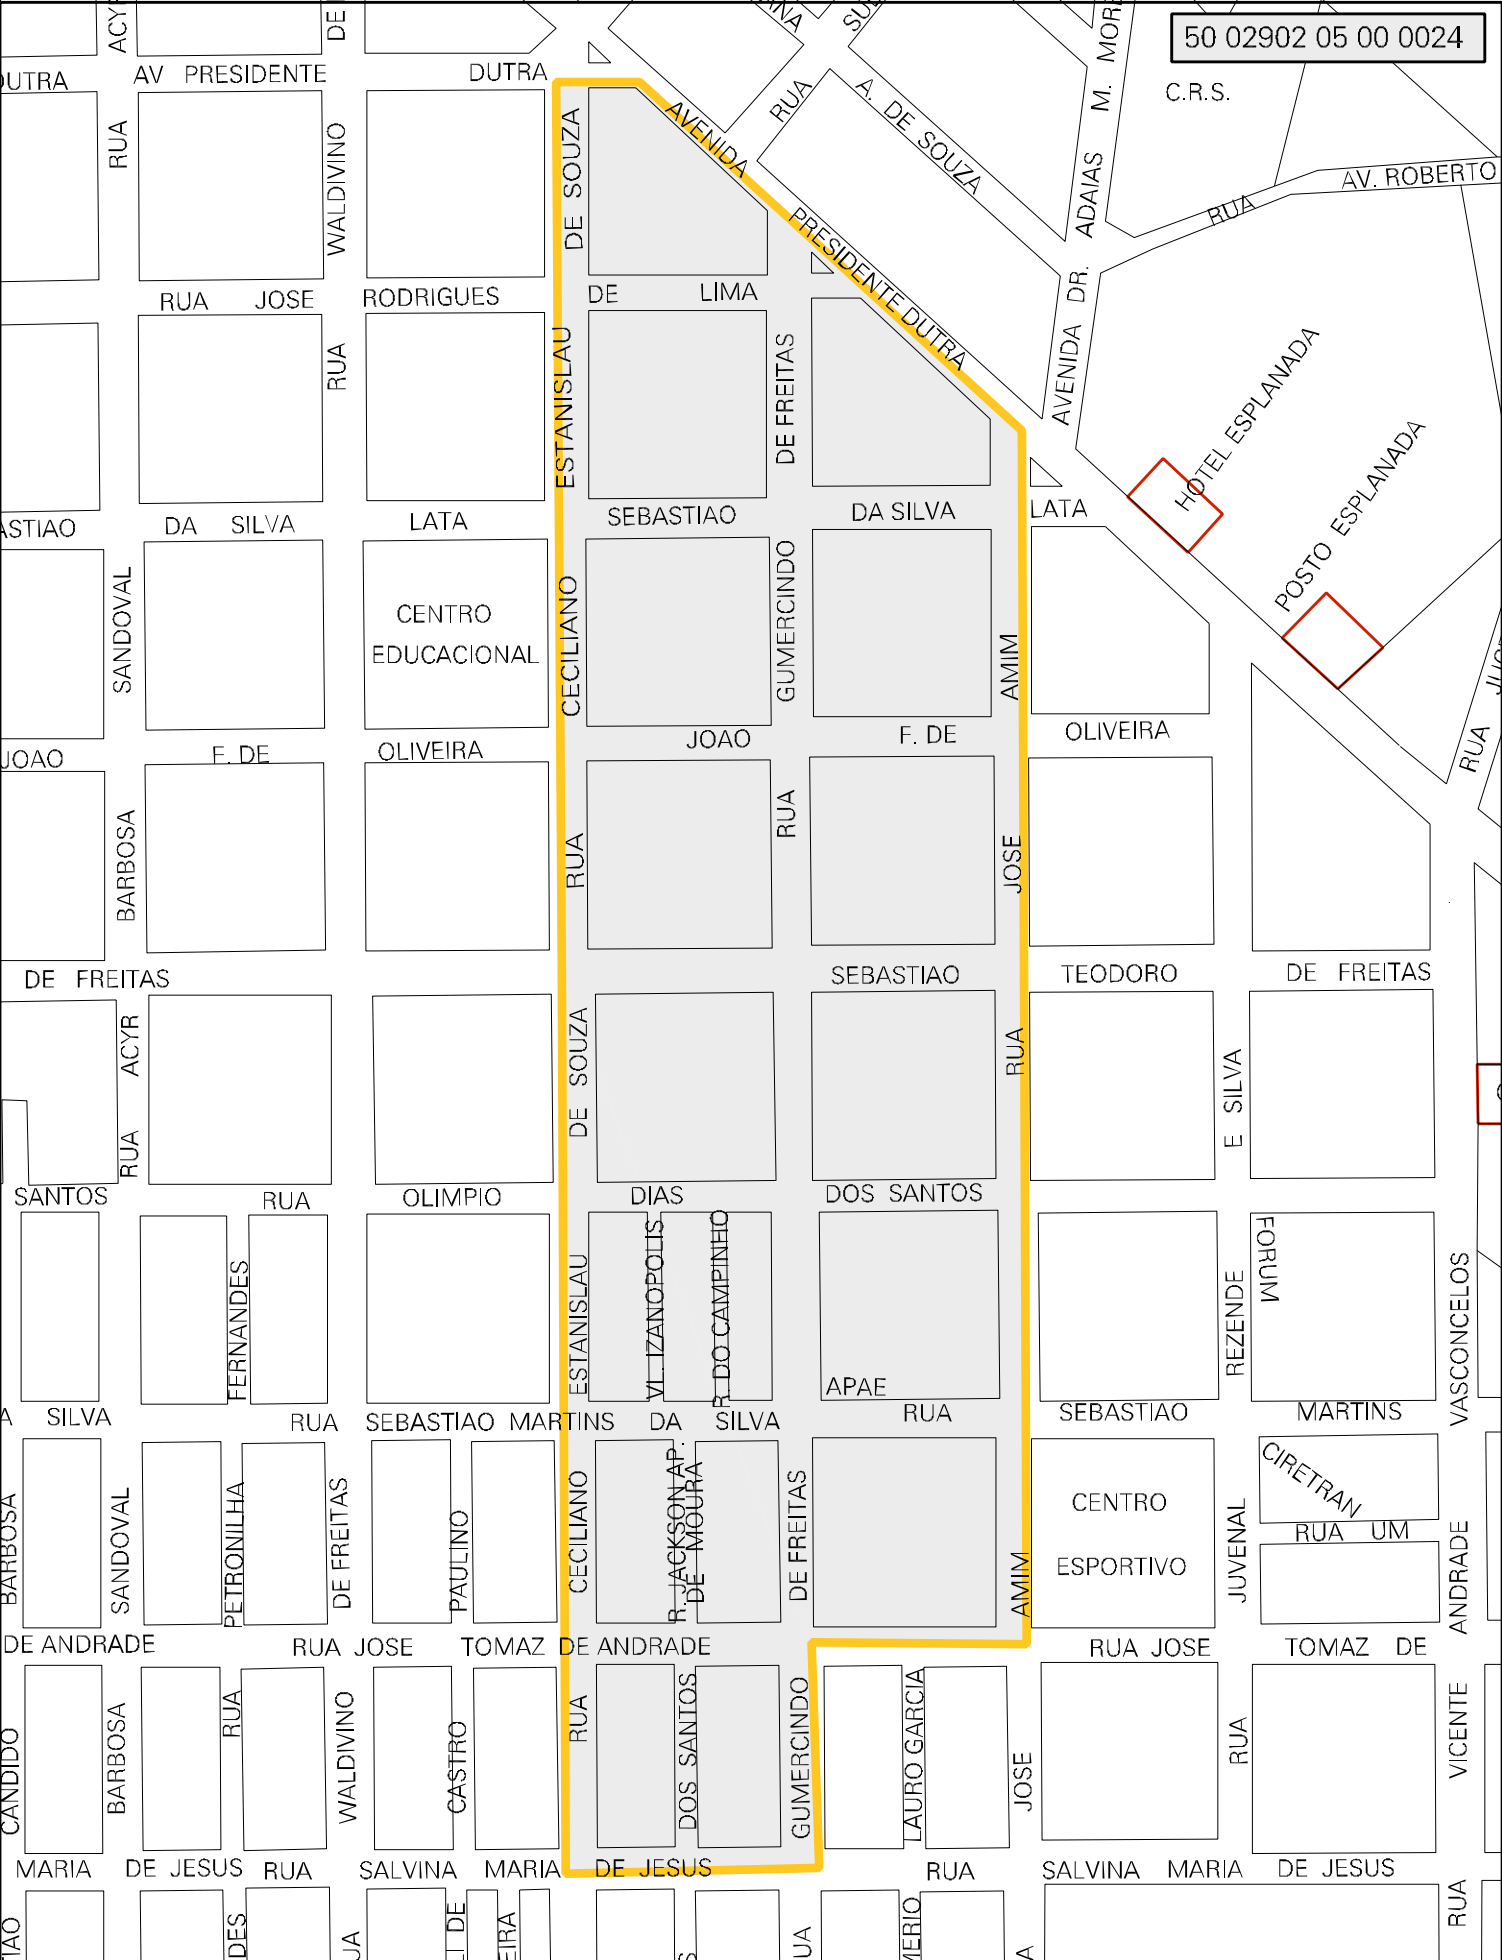 50 02902 05 00 0024
C.R.S.
AV PRESIDENTE DUTRA
AVENIDA PRESIDENTE DUTRA
RUA
A. DE SOUZA
AVENIDA DR. ADAIAS M.
RUA
AV. ROBERTO
RUA
WALDIVINO
RUA
DE SOUZA
RUA JOSE RODRIGUES DE LIMA
ESTANISLAU
DE FREITAS
HOTEL ESPLANADA
POSTO ESPLANADA
DA SILVA LATA SEBASTIAO DA SILVA LATA
SANDOVAL
CENTRO
EDUCACIONAL
CECILIANO
GUMERCINDO
AMIM
JOAO F. DE OLIVEIRA JOAO F. DE OLIVEIRA
RUA
BARBOSA
RUA
RUA
JOSE
DE FREITAS SEBASTIAO TEODORO DE FREITAS
ACYR
RUA
DE SOUZA
RUA
E SILVA
SANTOS RUA OLIMPIO DIAS DOS SANTOS
FERNANDES
ESTANISLAU
VL. IZANOPOLIS
R. DO CAMPINHO
APAE
REZENDE
FORUM
VASCONCELOS
SILVA RUA SEBASTIAO MARTINS DA SILVA RUA SEBASTIAO MARTINS
BARBOSA
SANDOVAL
PETRONILHA
DE FREITAS
PAULINO
CECILIANO
R. JACKSON AP.
DE MOURA
DE FREITAS
AMIM
CENTRO
ESPORTIVO
JUVENAL
CIRETRAN
RUA UM
ANDRADE
DE ANDRADE RUA JOSE TOMAZ DE ANDRADE RUA JOSE TOMAZ DE
CANDIDO
BARBOSA
RUA
WALDIVINO
CASTRO
RUA
DOS SANTOS
GUMERCINDO
LAURO GARCIA
JOSE
RUA
VICENTE
MARIA DE JESUS RUA SALVINA MARIA DE JESUS RUA SALVINA MARIA DE JESUS
RUA